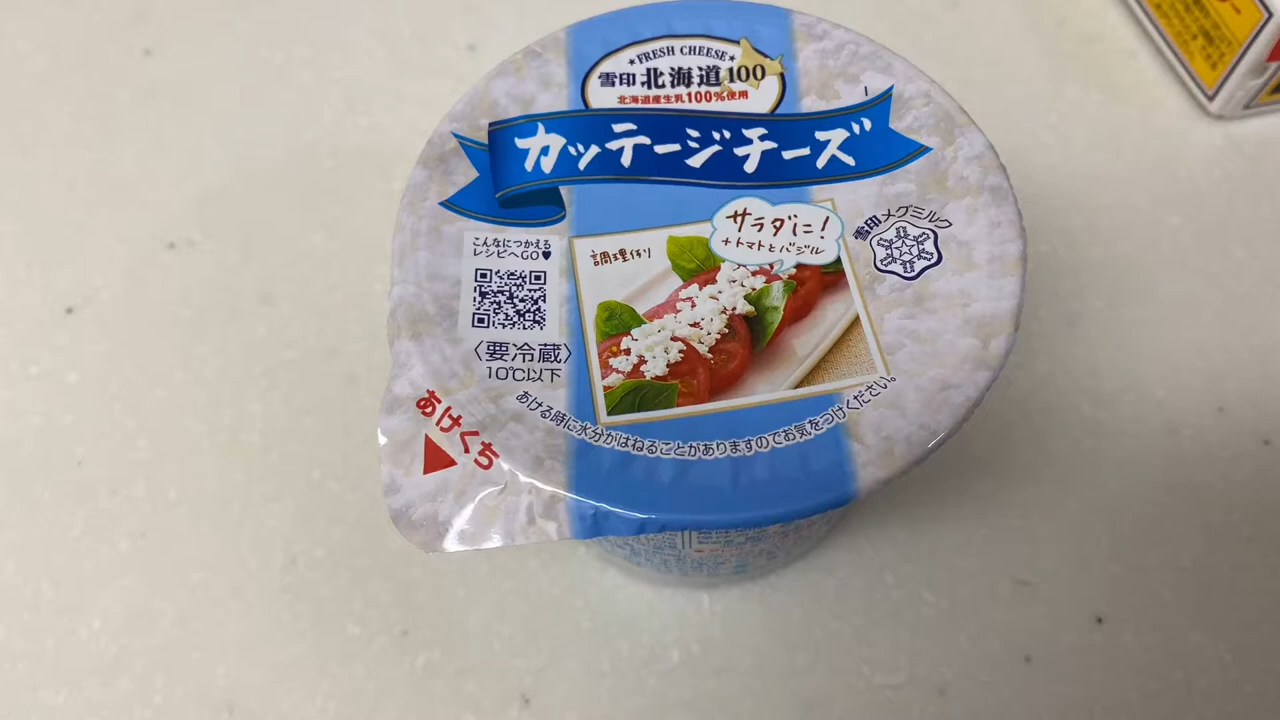 ★FRESH CHEESE★
雪印 北海道100
北海道産生乳100%使用
カッテージチーズ
サラダに!
+トマトとバジル
調理例
雪印メグミルク
こんなにつかえる
レシピへGO♥
〈要冷蔵〉
10℃以下
あける時に水分がはねることがありますのでお気をつけください。
あけくち